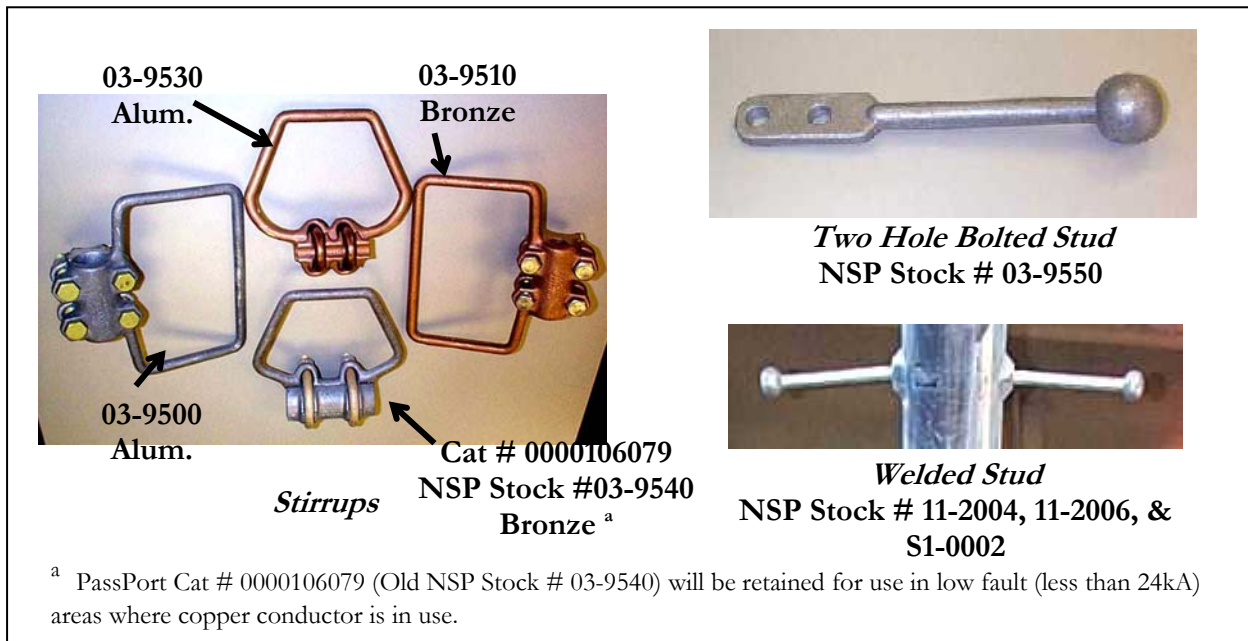 03-9530
Alum.
03-9510
Bronze
03-9500
Alum.
Cat # 0000106079
NSP Stock #03-9540
Bronze ᵃ
Stirrups
Two Hole Bolted Stud
NSP Stock # 03-9550
Welded Stud
NSP Stock # 11-2004, 11-2006, &
S1-0002
ᵃ PassPort Cat # 0000106079 (Old NSP Stock # 03-9540) will be retained for use in low fault (less than 24kA)
areas where copper conductor is in use.